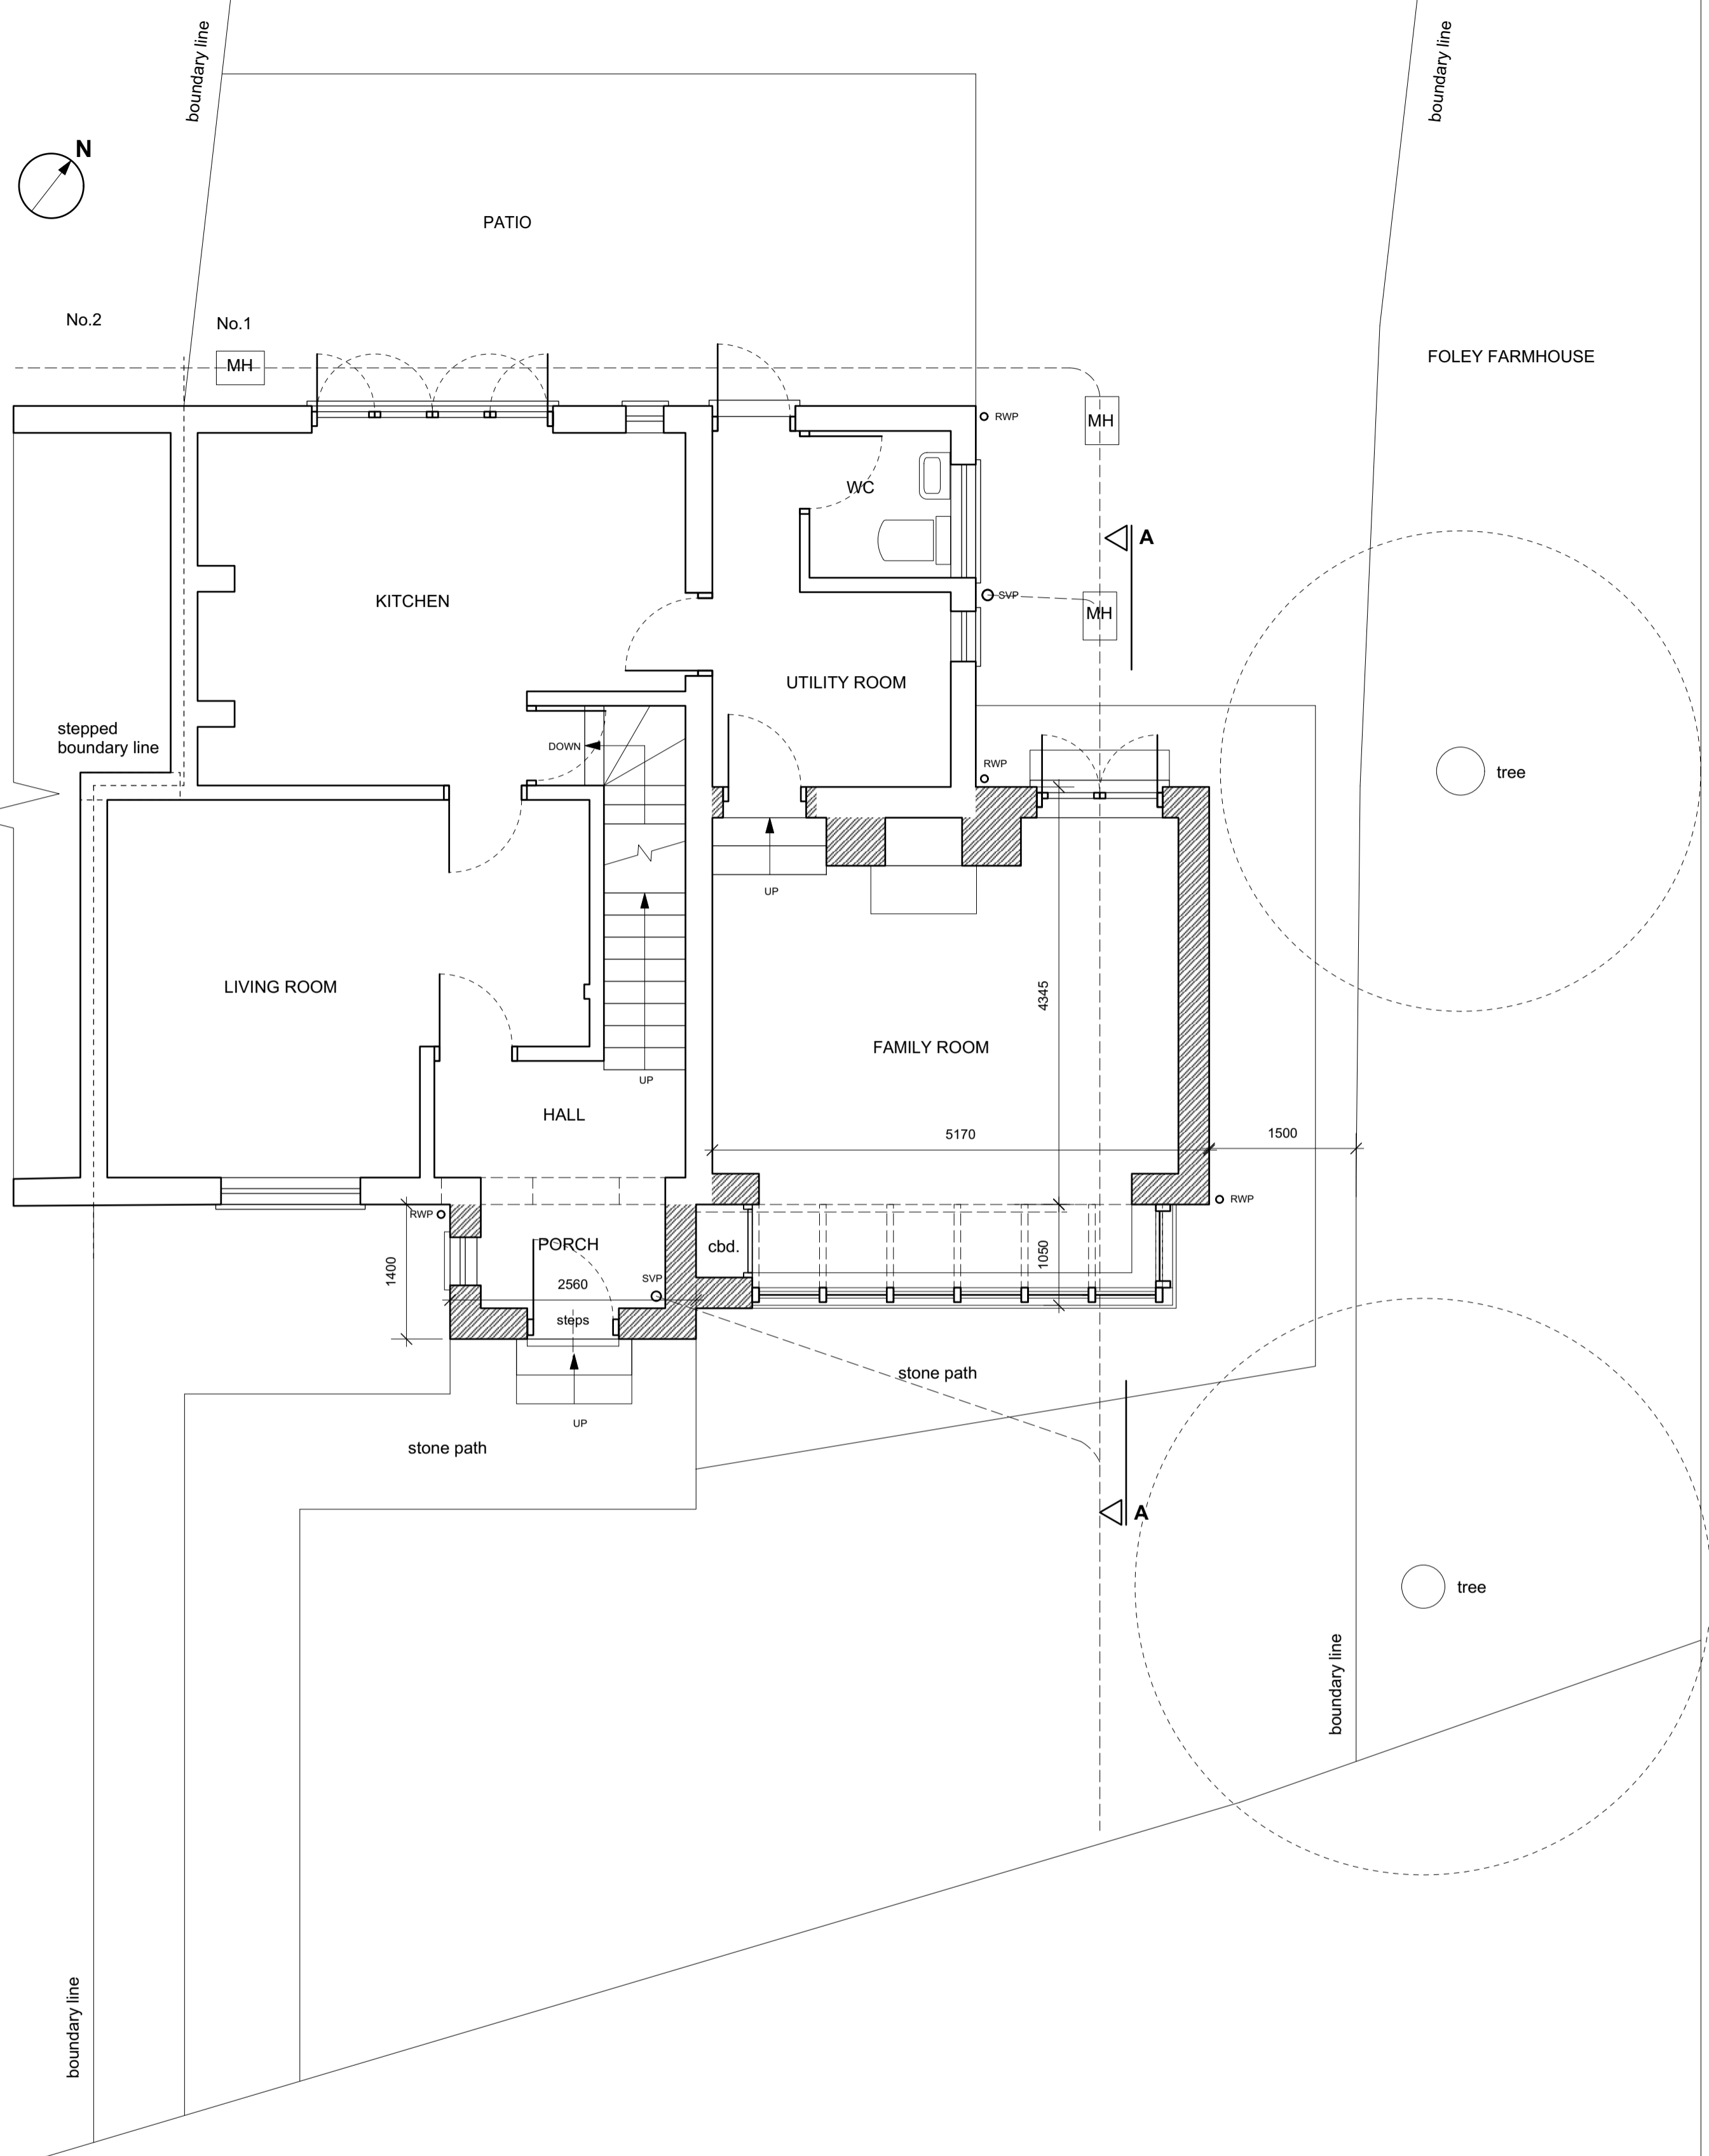 boundary line
boundary line
N
PATIO
No.2
No.1
MH
FOLEY FARMHOUSE
RWP
MH
WC
A
KITCHEN
SVP
MH
UTILITY ROOM
stepped
boundary line
DOWN
RWP
tree
UP
LIVING ROOM
4345
FAMILY ROOM
UP
HALL
5170
1500
RWP
RWP
PORCH
cbd.
1050
1400
SVP
2560
steps
stone path
UP
stone path
A
tree
boundary line
boundary line